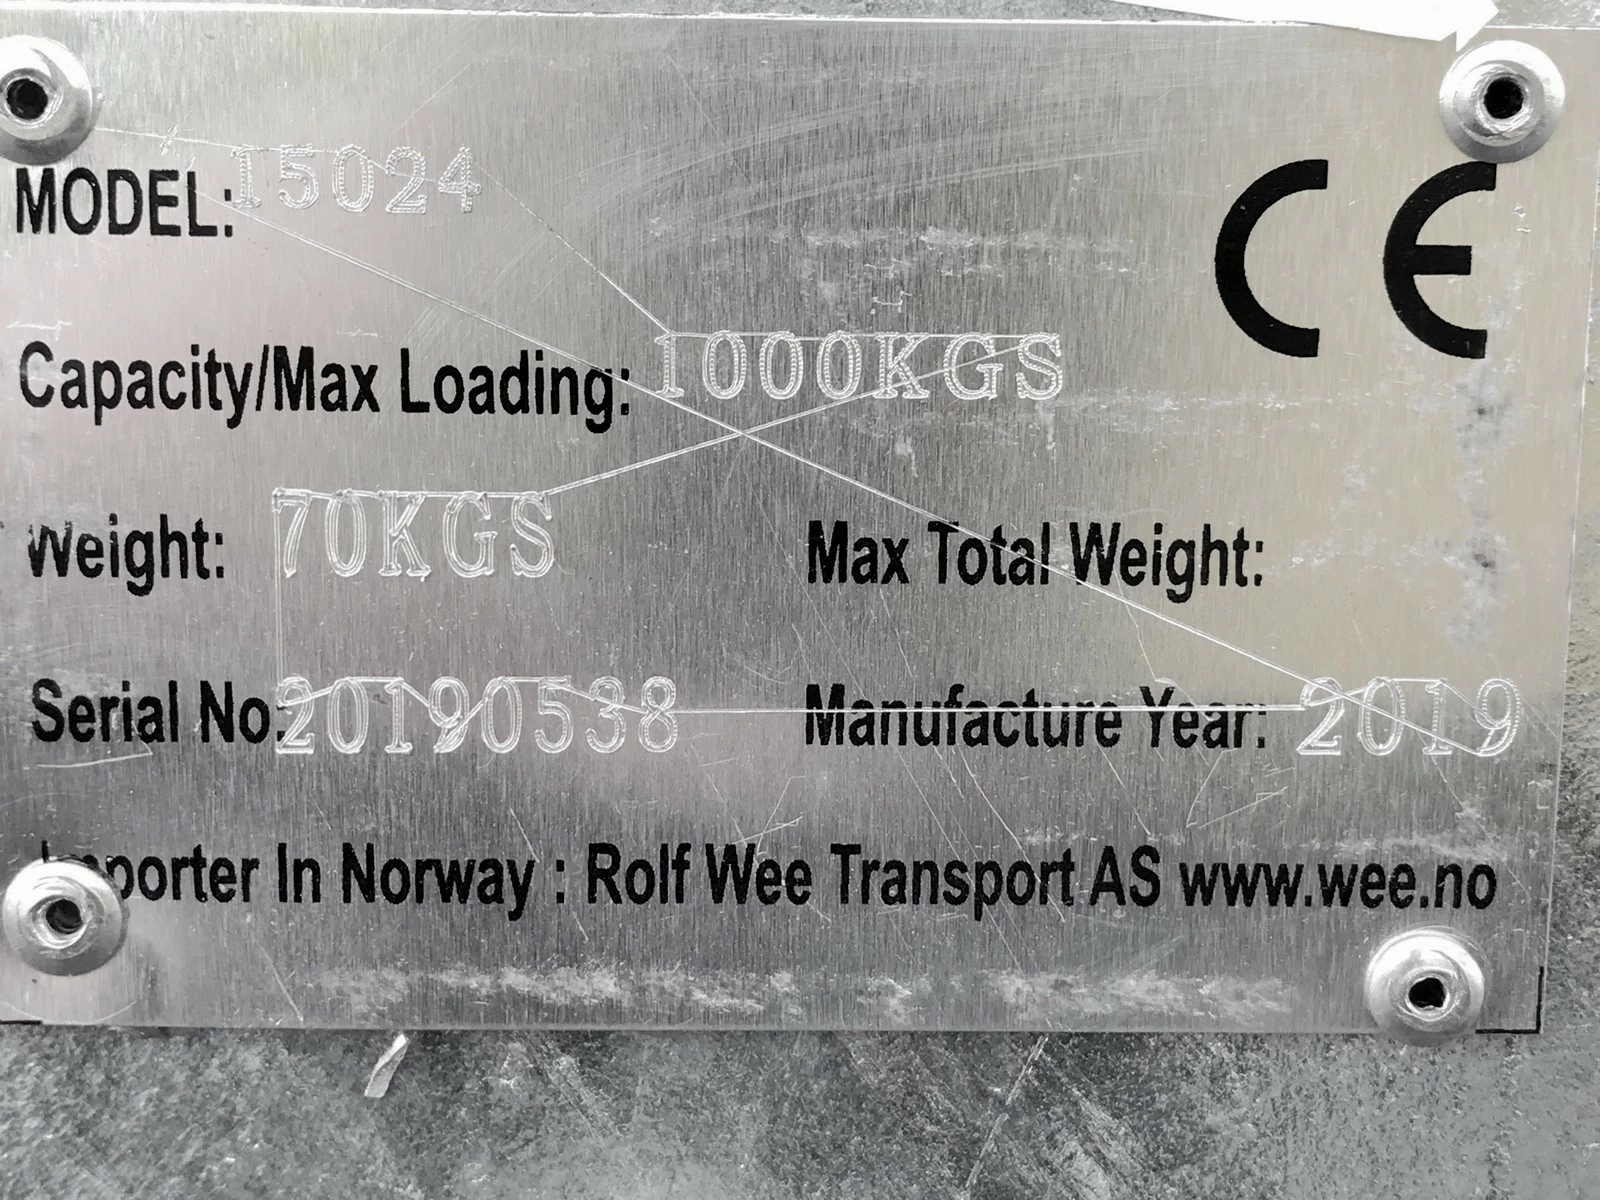 MODEL: 15024
CE
Capacity/Max Loading: 1000KGS
Weight: 70KGS Max Total Weight:
Serial No: 20190538 Manufacture Year: 2019
Importer In Norway : Rolf Wee Transport AS www.wee.no